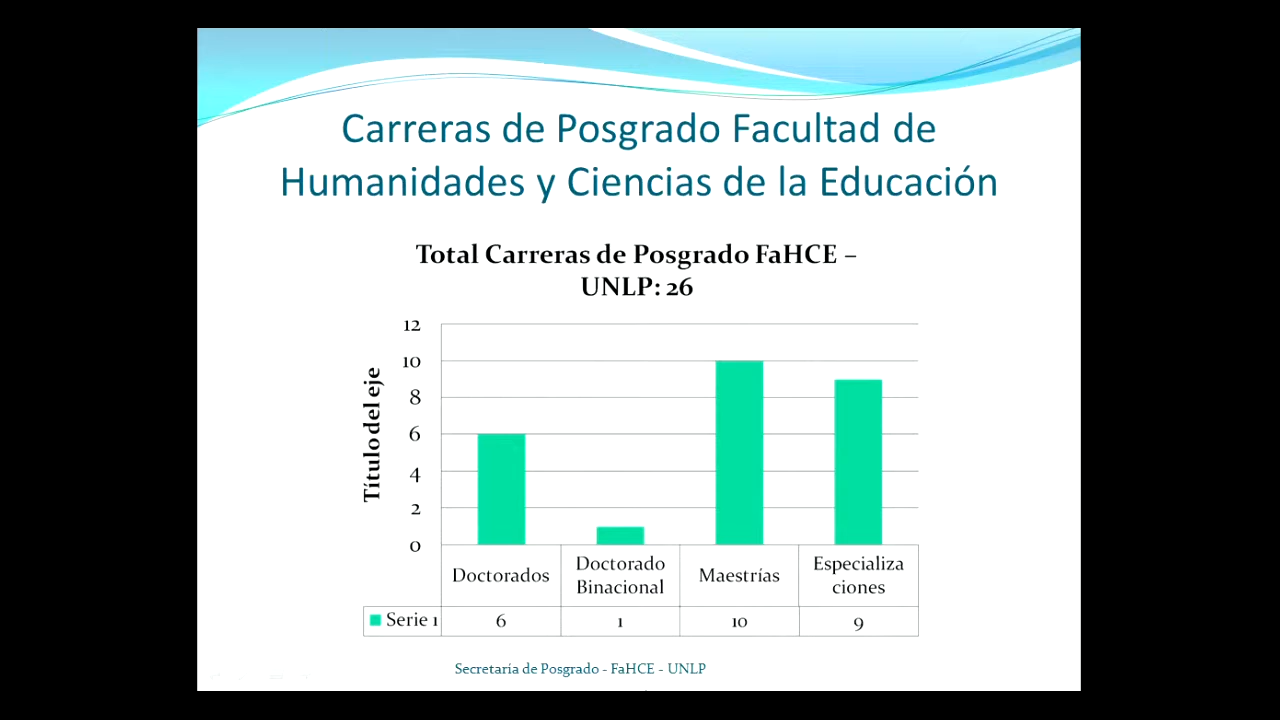 Carreras de Posgrado Facultad de
Humanidades y Ciencias de la Educación
Total Carreras de Posgrado FaHCE –
UNLP: 26
12
10
8
6
4
2
0
Título del eje
Doctorados
Doctorado
Binacional
Maestrías
Especializa
ciones
Serie 1
6
1
10
9
Secretaría de Posgrado - FaHCE - UNLP